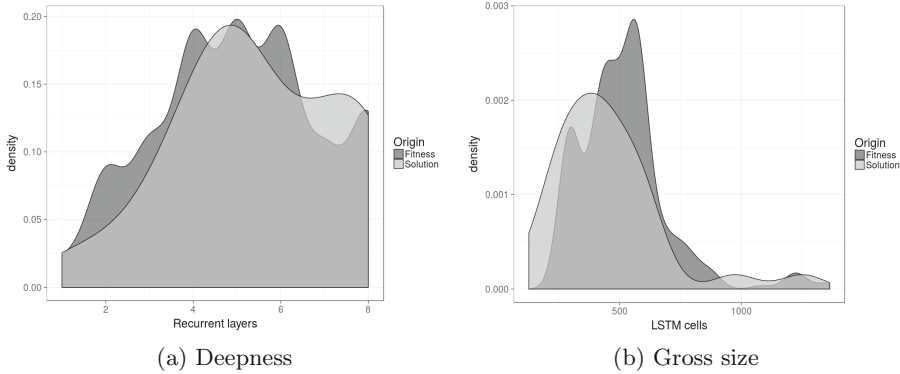 0.20
0.15
0.10
0.05
0.00
density
2 4 6 8
Recurrent layers
Origin
Fitness
Solution
(a) Deepness
0.003
0.002
0.001
0.000
density
500 1000
LSTM cells
Origin
Fitness
Solution
(b) Gross size